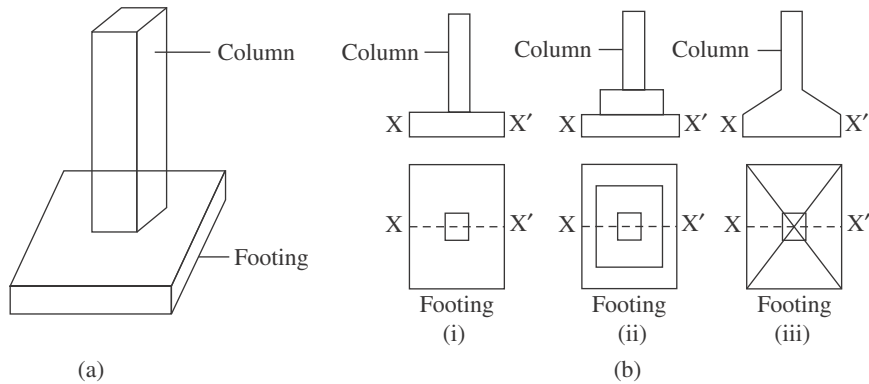 Column
Footing
(a)
Column
X X′
X X′
Footing
(i)
Column
X X′
X X′
Footing
(ii)
Column
X X′
X X′
Footing
(iii)
(b)